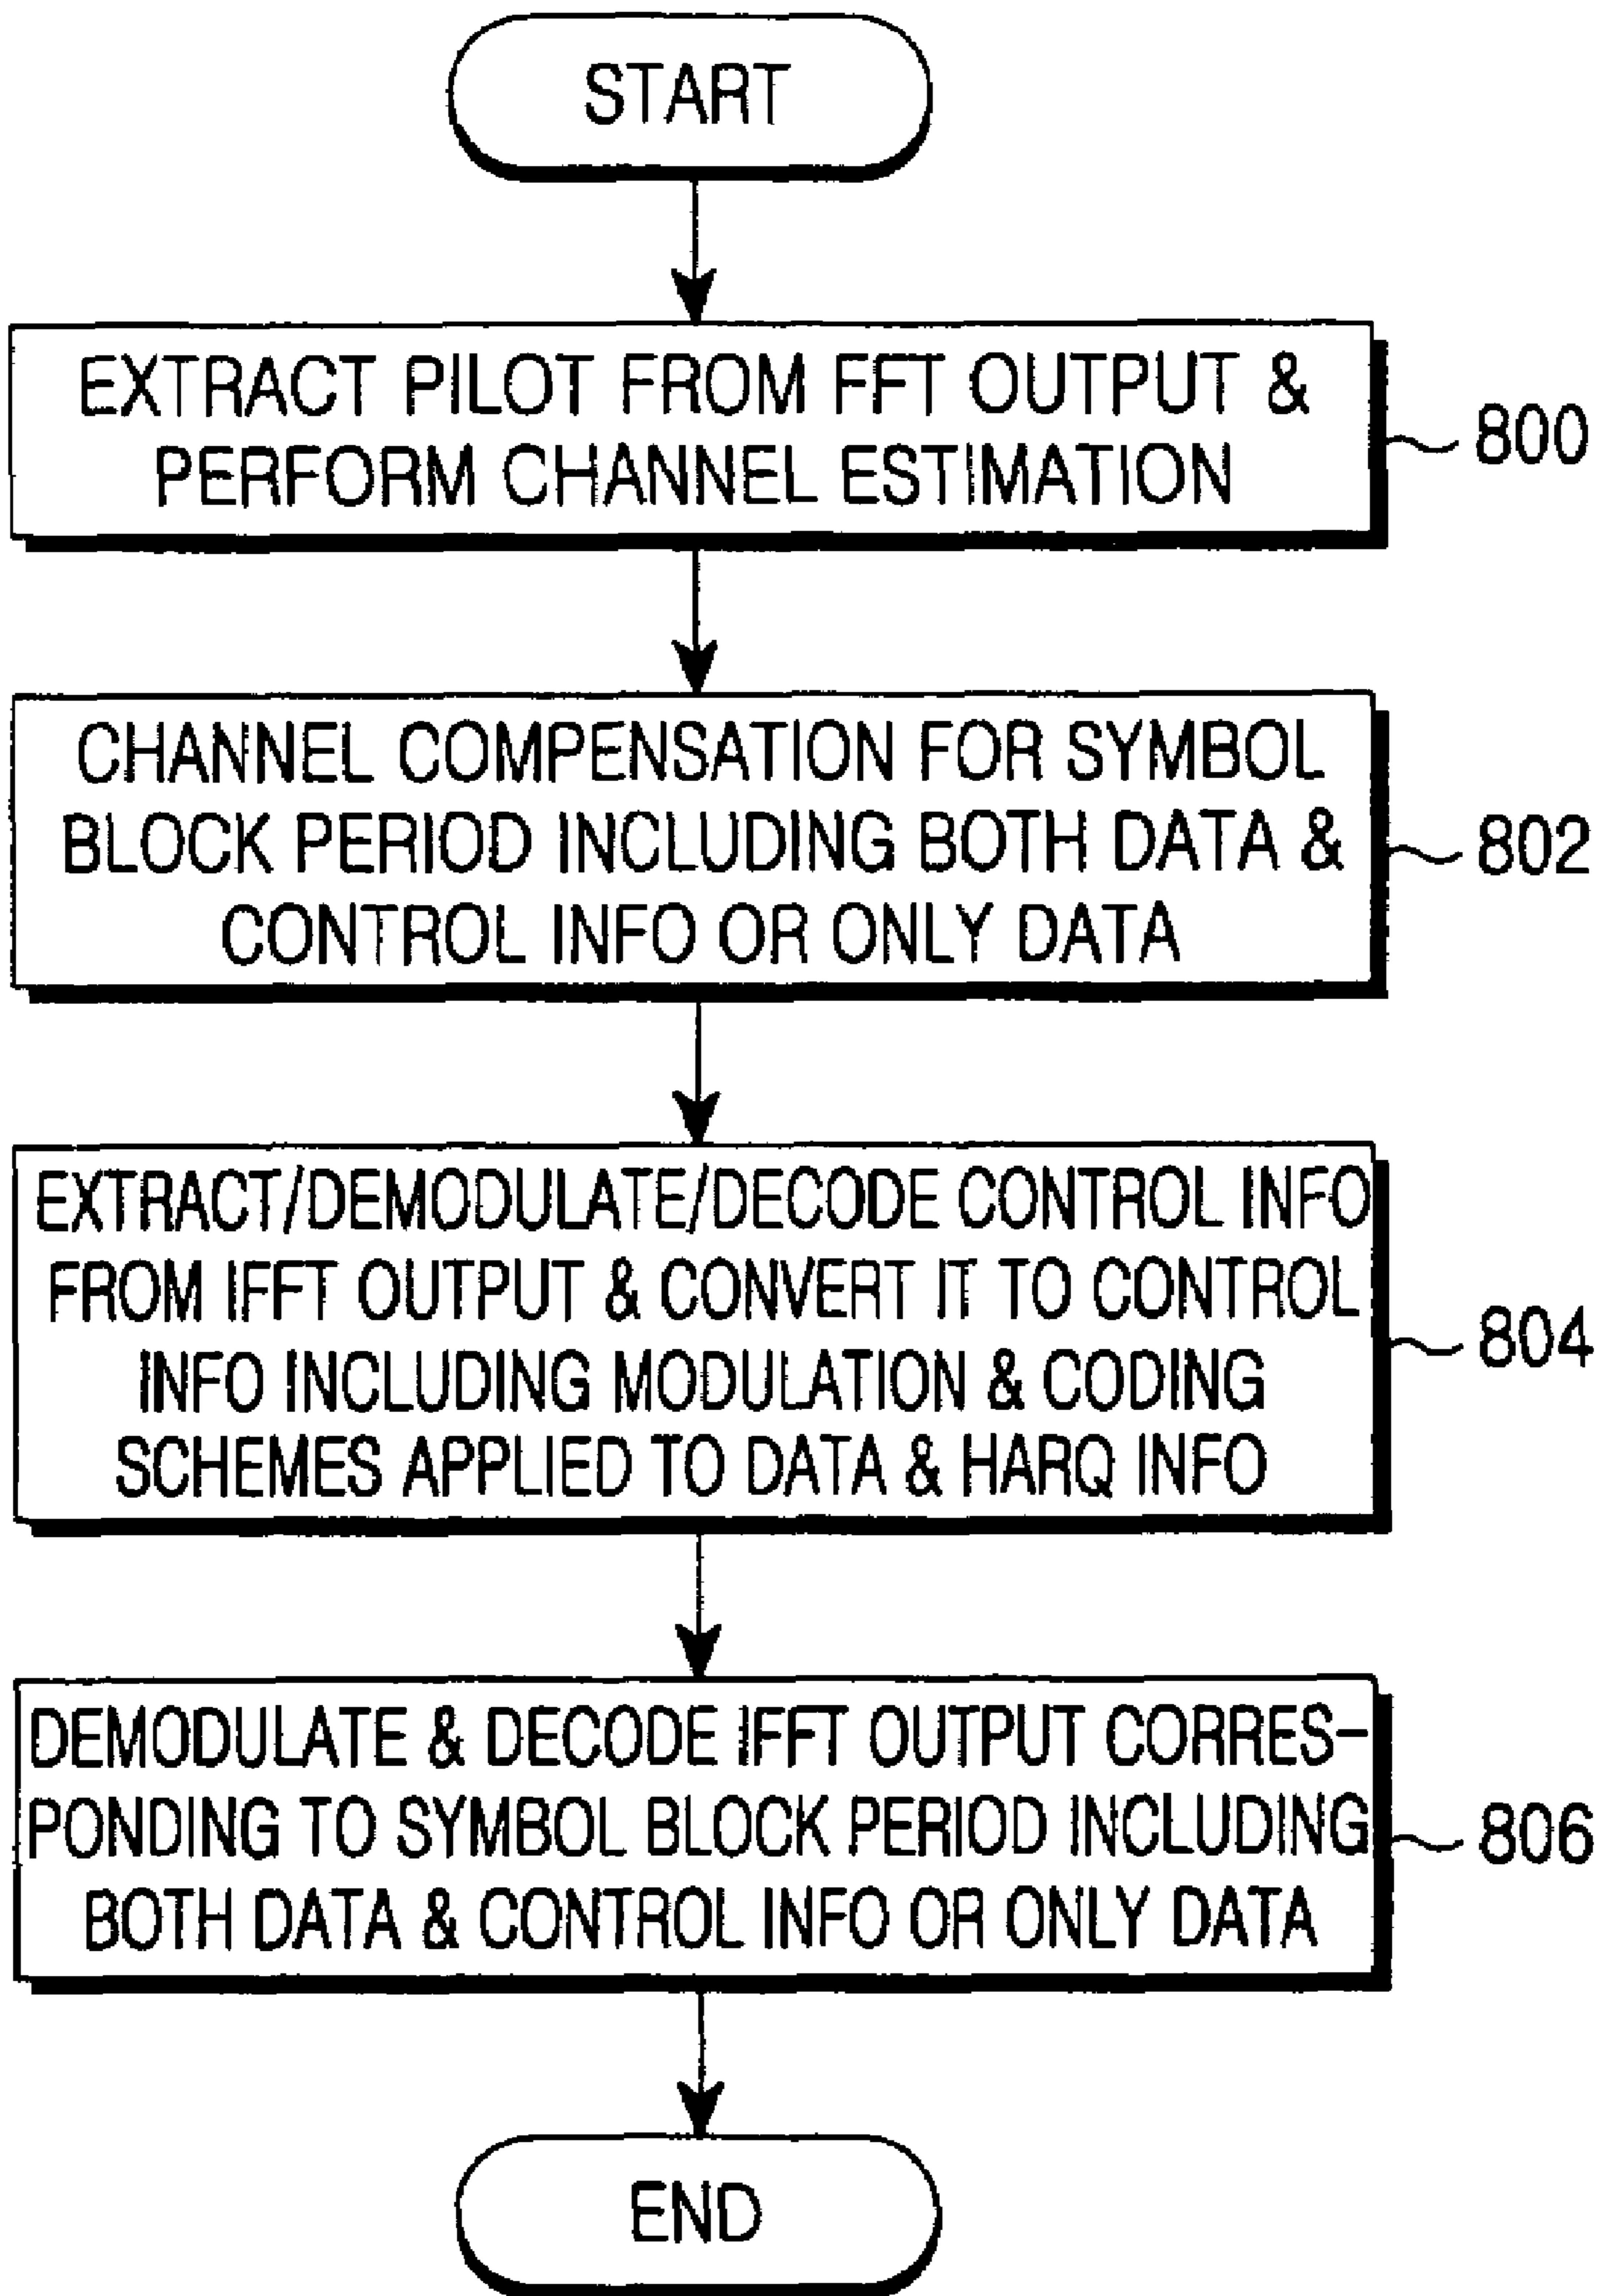 START
EXTRACT PILOT FROM FFT OUTPUT &
PERFORM CHANNEL ESTIMATION
800
CHANNEL COMPENSATION FOR SYMBOL
BLOCK PERIOD INCLUDING BOTH DATA &
CONTROL INFO OR ONLY DATA
802
EXTRACT/DEMODULATE/DECODE CONTROL INFO
FROM IFFT OUTPUT & CONVERT IT TO CONTROL
INFO INCLUDING MODULATION & CODING
SCHEMES APPLIED TO DATA & HARQ INFO
804
DEMODULATE & DECODE IFFT OUTPUT CORRES-
PONDING TO SYMBOL BLOCK PERIOD INCLUDING
BOTH DATA & CONTROL INFO OR ONLY DATA
806
END